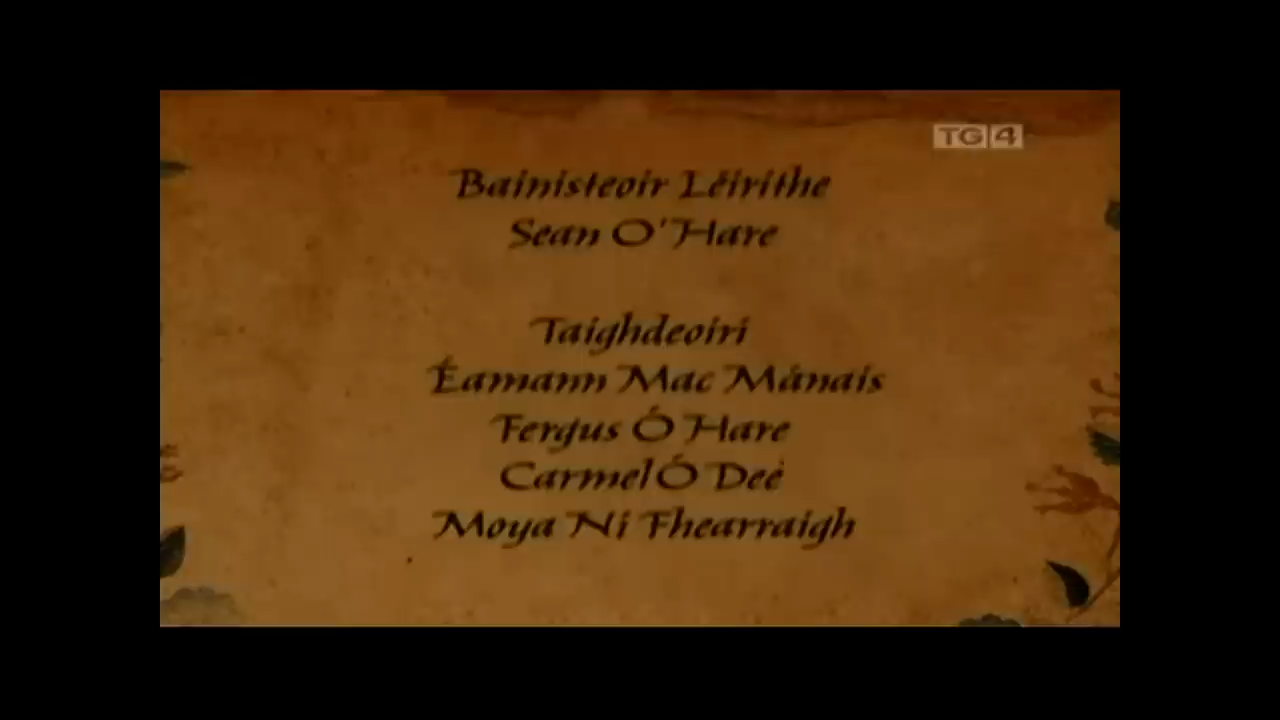 TG4
Bainisteoir Léirithe
Sean O'Hare
Taighdeoirí
Éamann Mac Mánais
Fergus Ó Hare
Carmel Ó Deé
Moya Ní Fhearraigh